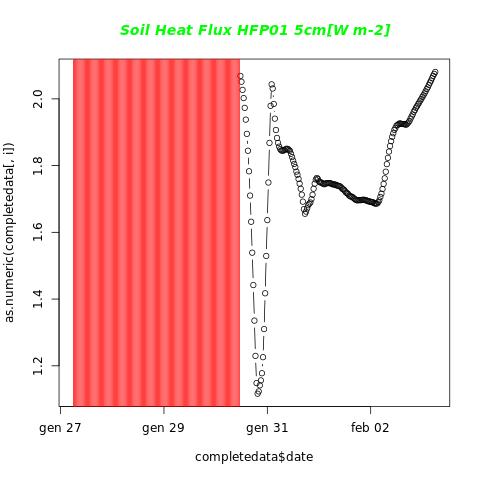 Soil Heat Flux HFP01 5cm[W m-2]
as.numeric(completedata[, i])
2.0
1.8
1.6
1.4
1.2
gen 27
gen 29
gen 31
feb 02
completedata$date